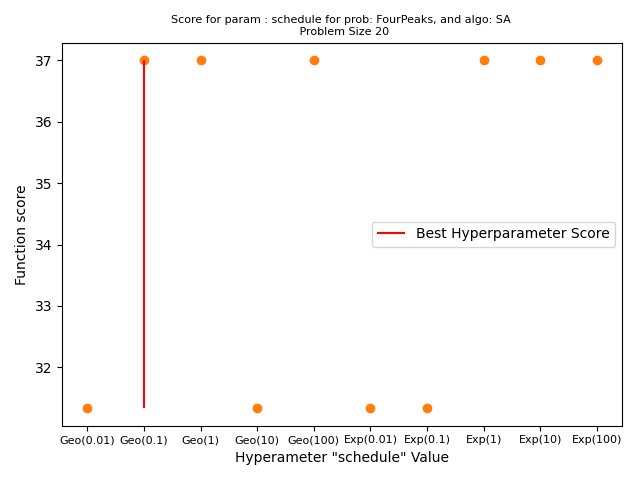 Score for param : schedule for prob: FourPeaks, and algo: SA
Problem Size 20
37
36
35
34
33
32
Function score
Best Hyperparameter Score
Geo(0.01) Geo(0.1) Geo(1) Geo(10) Geo(100) Exp(0.01) Exp(0.1) Exp(1) Exp(10) Exp(100)
Hyperameter "schedule" Value